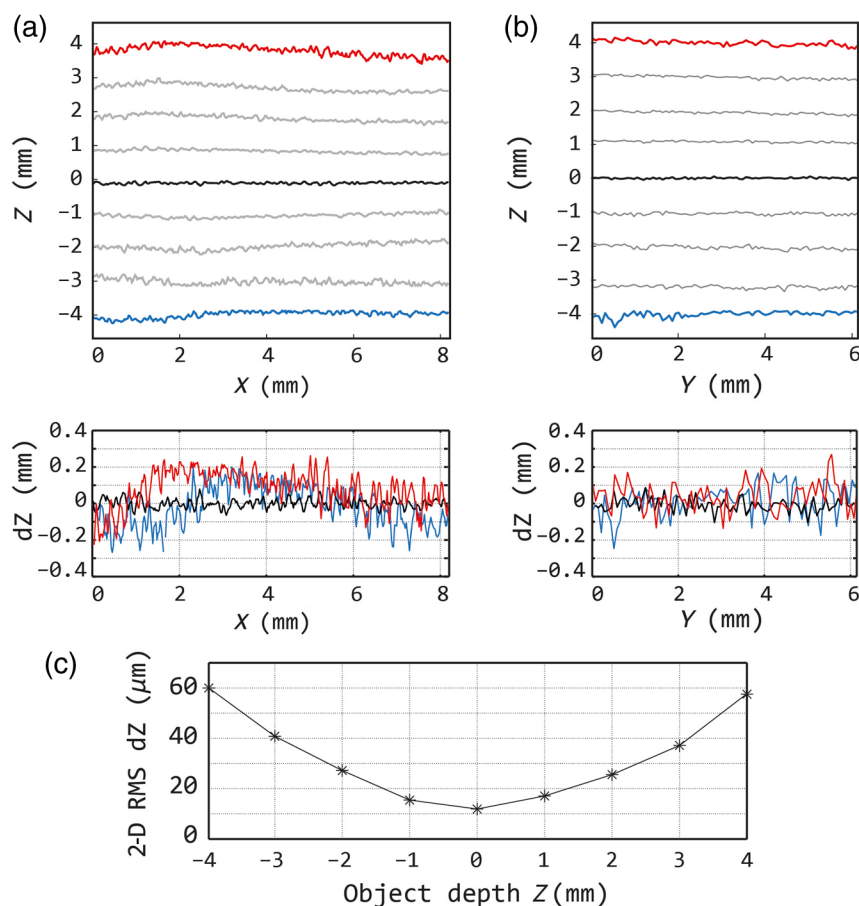 (a)
Z (mm)
4
3
2
1
0
−1
−2
−3
−4
0 2 4 6 8
X (mm)
(b)
Z (mm)
4
3
2
1
0
−1
−2
−3
−4
0 2 4 6
Y (mm)
dZ (mm)
0.4
0.2
0
−0.2
−0.4
0 2 4 6 8
X (mm)
dZ (mm)
0.4
0.2
0
−0.2
−0.4
0 2 4 6
Y (mm)
(c)
2-D RMS dZ (μm)
60
40
20
0
−4 −3 −2 −1 0 1 2 3 4
Object depth Z (mm)